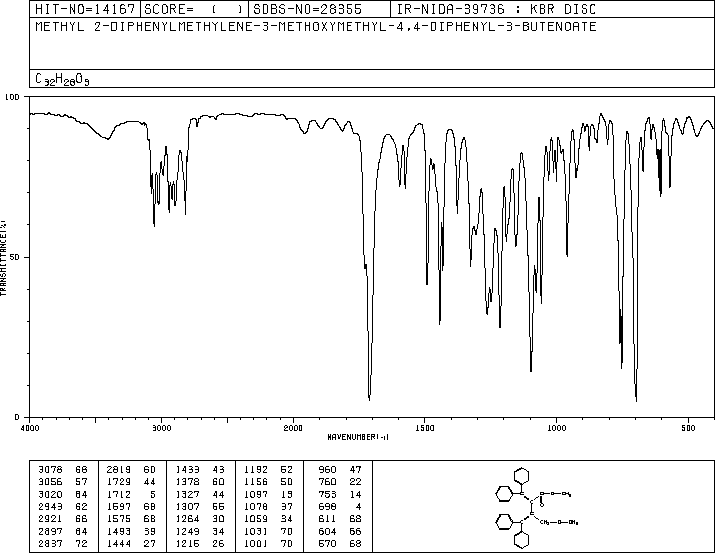 HIT-NO=14167 SCORE= ( ) SDBS-NO=28355 IR-NIDA-39736 : KBR DISC
METHYL 2-DIPHENYLMETHYLENE-3-METHOXYMETHYL-4,4-DIPHENYL-3-BUTENOATE
C32H28O3
100
50
0
TRANSMITTANCE(%)
4000 3000 2000 1500 1000 500
WAVENUMBER(-1)
3078 66 2819 60 1433 43 1192 52 960 47
3056 57 1729 44 1378 60 1156 50 760 22
3020 64 1712 5 1327 44 1097 13 753 14
2943 62 1597 68 1307 55 1078 37 698 4
2921 66 1575 68 1264 30 1059 34 611 68
2897 64 1493 39 1249 34 1031 70 604 66
2837 72 1444 27 1215 26 1001 70 570 68